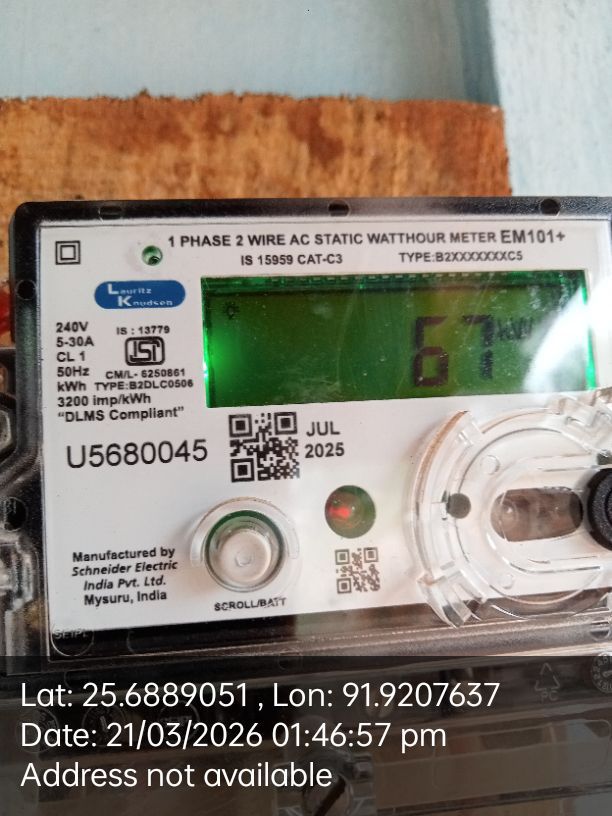 1 PHASE 2 WIRE AC STATIC WATTHOUR METER EM101+
IS 15959 CAT-C3 TYPE:B2XXXXXXXC5
Lauritz
Knudsen
240V
5-30A
CL 1
50Hz
kWh
3200 imp/kWh
"DLMS Compliant"
IS : 13779
ISI
CM/L- 6250861
TYPE:B2DLC0506
67 kW
U5680045
JUL
2025
Manufactured by
Schneider Electric
India Pvt. Ltd.
Mysuru, India
SCROLL/BATT
SEIPL
Lat: 25.6889051 , Lon: 91.9207637
Date: 21/03/2026 01:46:57 pm
Address not available